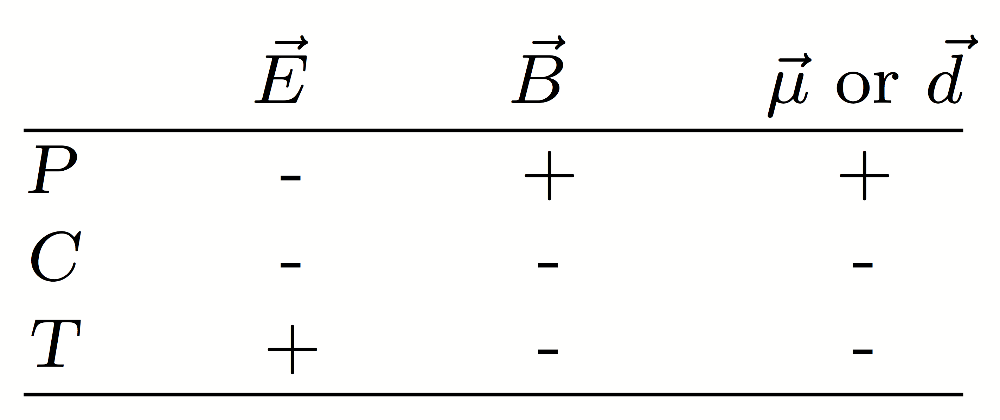 E⃗ B⃗ μ⃗ or d⃗
P - + +
C - - -
T + - -